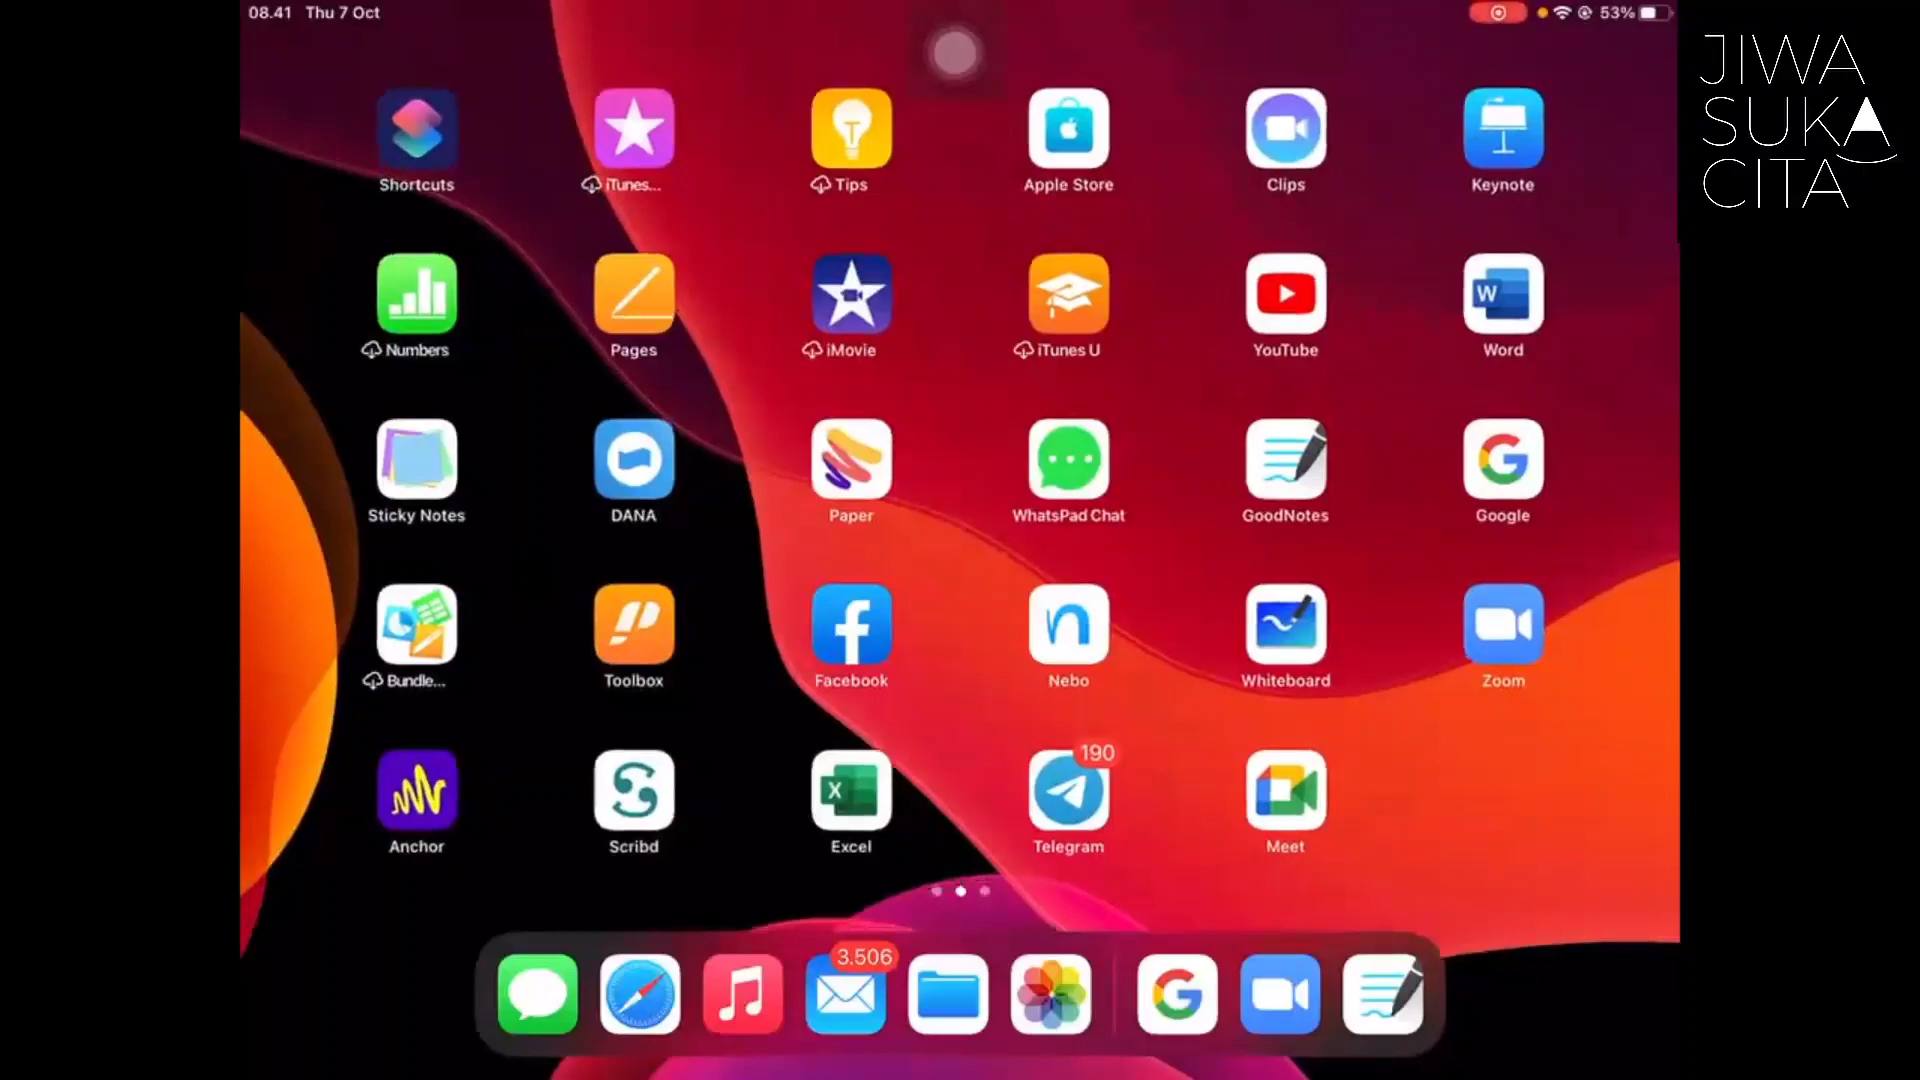 08.41 Thu 7 Oct
53%
JIWA
SUKA
CITA
Shortcuts
iTunes...
Tips
Apple Store
Clips
Keynote
Numbers
Pages
iMovie
iTunes U
YouTube
W
Word
Sticky Notes
DANA
Paper
WhatsPad Chat
GoodNotes
G
Google
Bundle...
Toolbox
f
Facebook
n
Nebo
Whiteboard
Zoom
Anchor
Scribd
X
Excel
190
Telegram
Meet
3.506
G